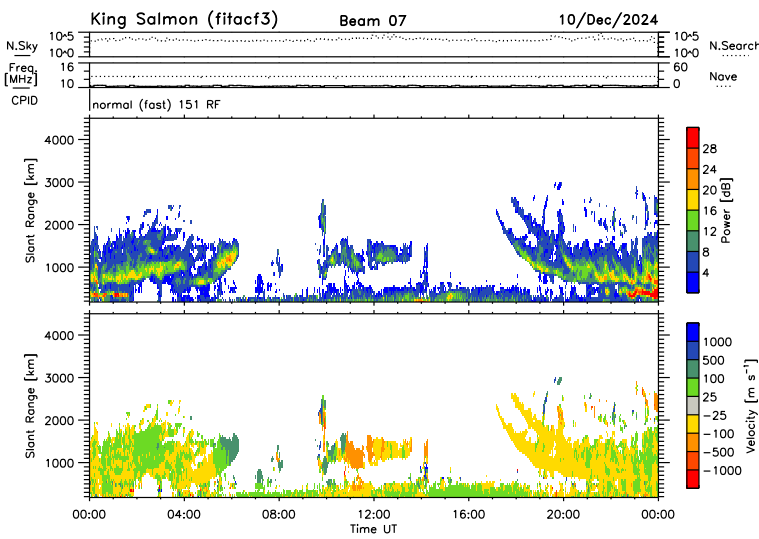 King Salmon (fitacf3) Beam 07 10/Dec/2024
N.Sky 10^5 10^0 10^5 10^0 N.Search
Freq. [MHz] 16 10 60 0 Nave
CPID normal (fast) 151 RF
Slant Range [km] 4000 3000 2000 1000
28 24 20 16 12 8 4 Power [dB]
Slant Range [km] 4000 3000 2000 1000
1000 500 100 25 −25 −100 −500 −1000 Velocity [m s⁻¹]
00:00 04:00 08:00 12:00 16:00 20:00 00:00
Time UT